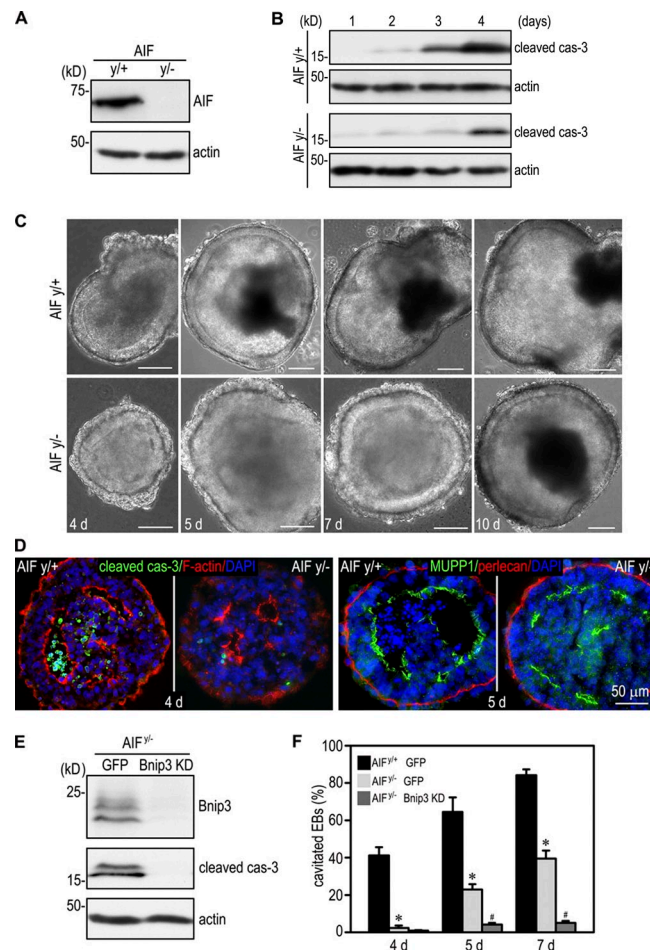 A
AIF
(kD) y/+ y/-
75-
AIF
50-
actin
B
(kD) 1 2 3 4 (days)
AIF y/+
15-
cleaved cas-3
50-
actin
AIF y/-
15-
cleaved cas-3
50-
actin
C
AIF y/+
AIF y/-
4 d 5 d 7 d 10 d
D
AIF y/+ cleaved cas-3/F-actin/DAPI AIF y/- AIF y/+ MUPP1/perlecan/DAPI AIF y/-
4 d 5 d 50 µm
E
AIF y/-
(kD) GFP Bnip3 KD
25-
Bnip3
15-
cleaved cas-3
50-
actin
F
cavitated EBs (%)
100
80
60
40
20
0
AIF y/+ GFP
AIF y/- GFP
AIF y/- Bnip3 KD
* * # * #
4 d 5 d 7 d